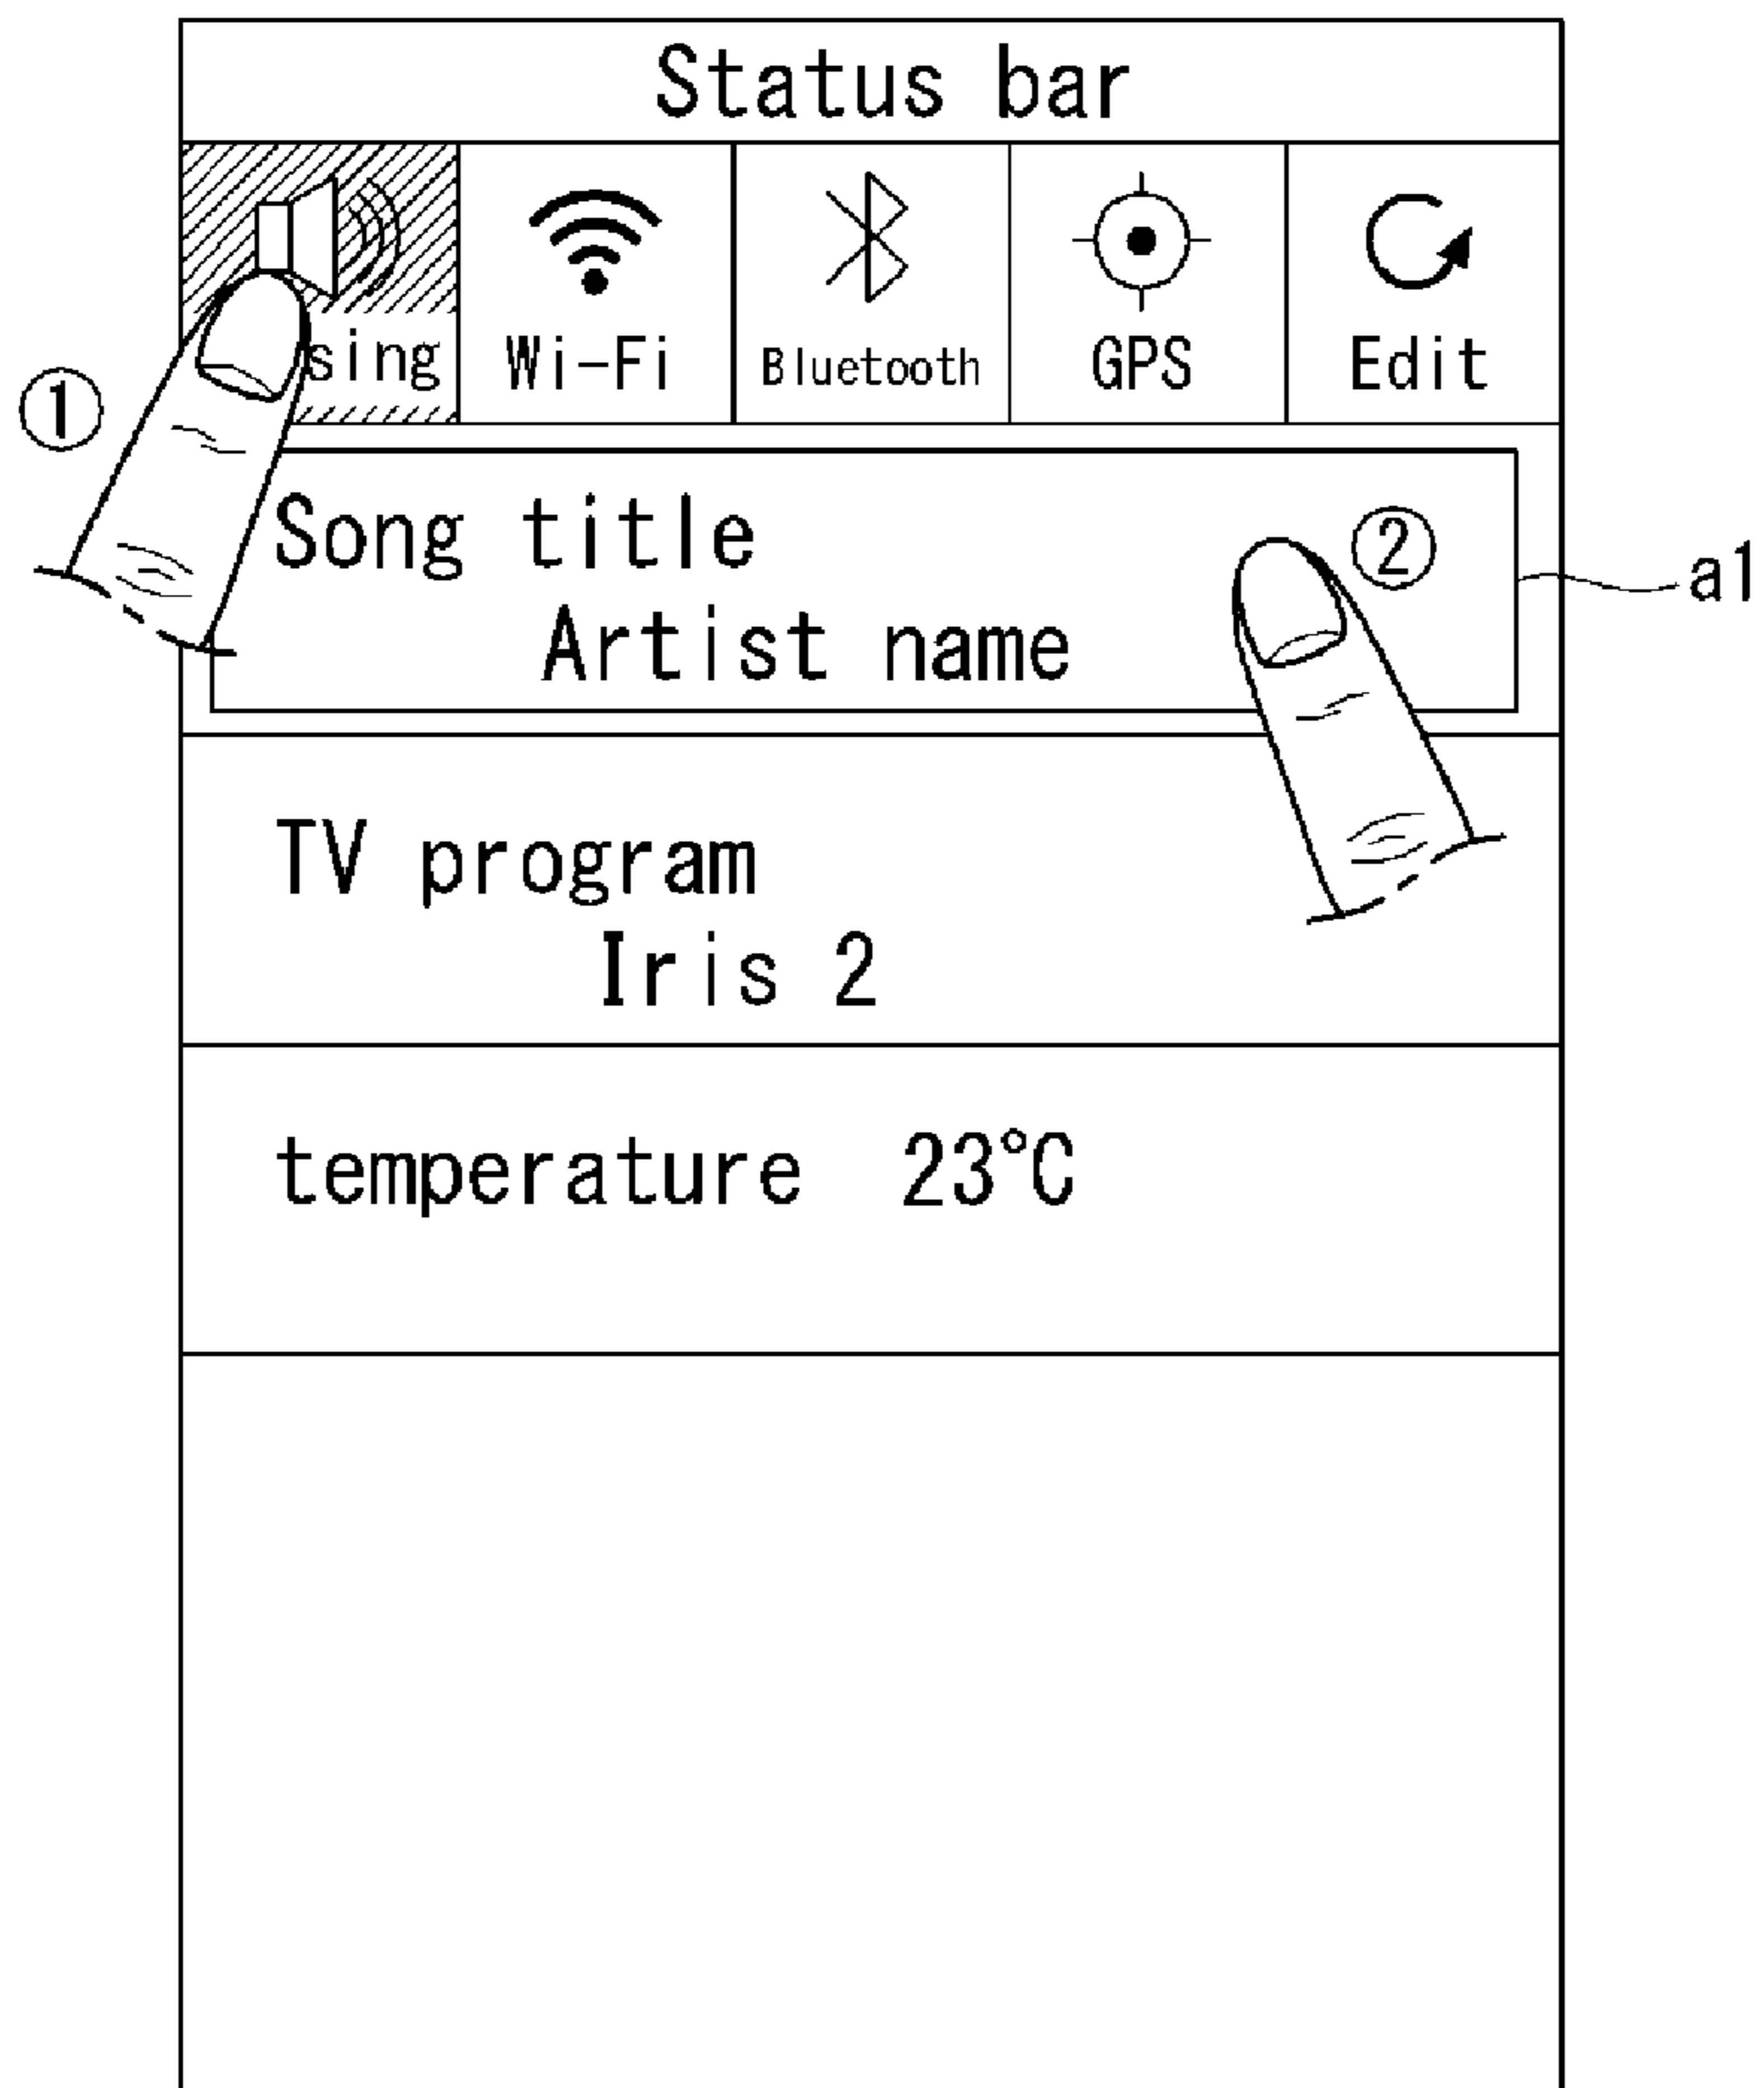 Status bar
sing
Wi-Fi
Bluetooth
GPS
Edit
①
Song title
②
a1
Artist name
TV program
Iris 2
temperature 23°C